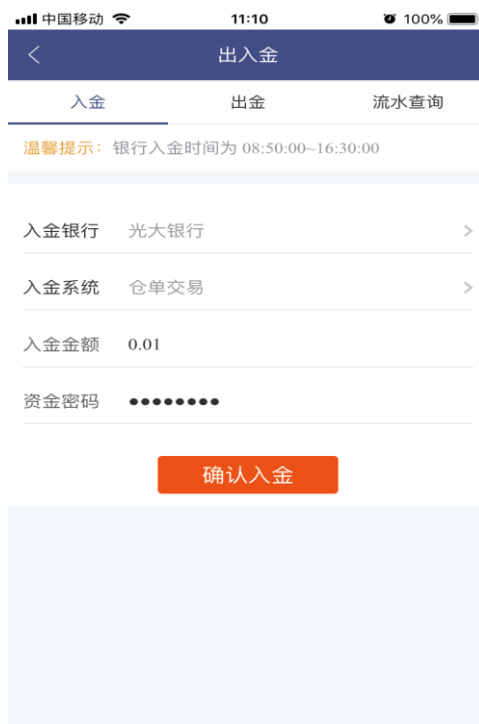 中国移动 11:10 100%
出入金
入金 出金 流水查询
温馨提示：银行入金时间为 08:50:00~16:30:00
入金银行 光大银行
入金系统 仓单交易
入金金额 0.01
资金密码 ●●●●●●●●
确认入金